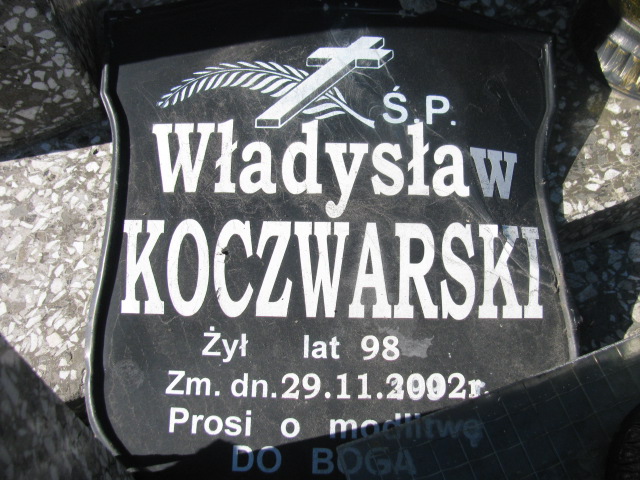 Ś.P.
Władysław
KOCZWARSKI
Żył lat 98
Zm. dn. 29.11.2002r.
Prosi o modlitwę
DO BOGA